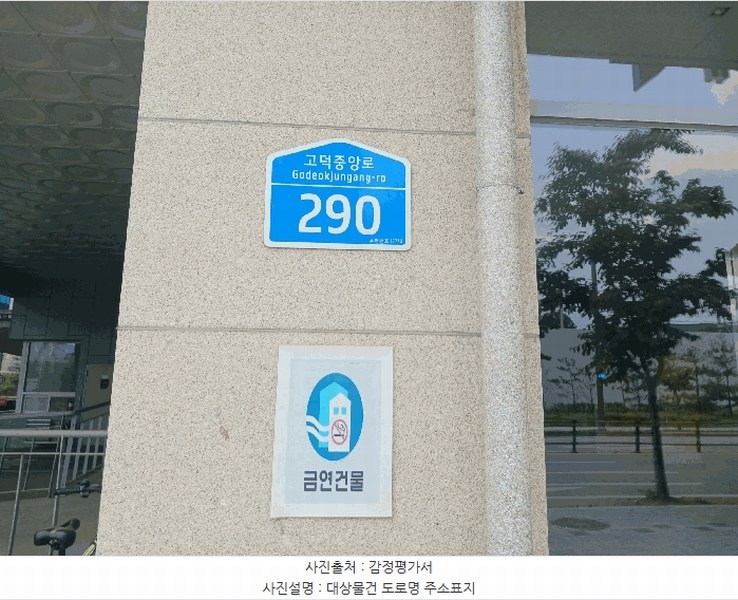 고덕중앙로
Godeokjungang-ro
290
금연건물
사진출처 : 감정평가서
사진설명 : 대상물건 도로명 주소표지